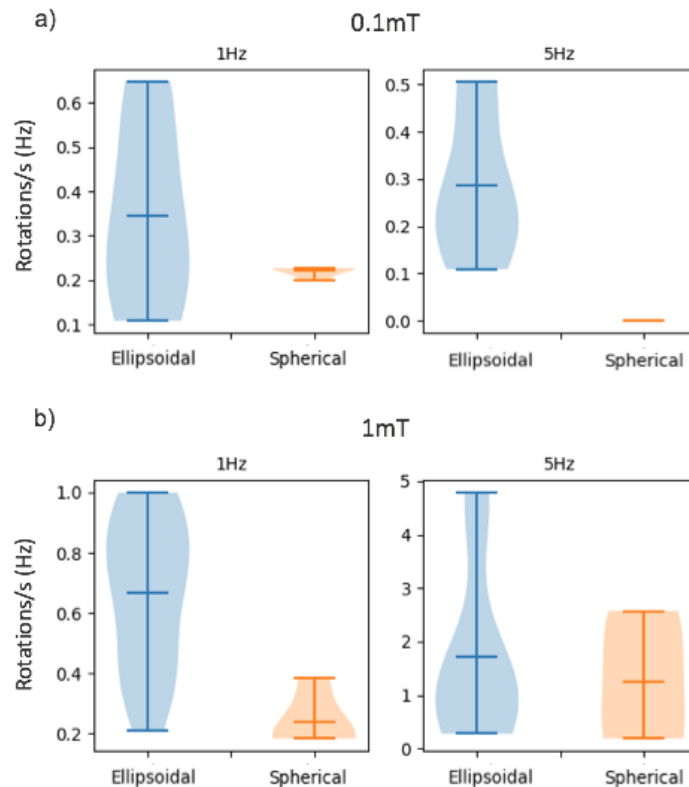 a)
0.1mT
1Hz
5Hz
Rotations/s (Hz)
0.6
0.5
0.4
0.3
0.2
0.1
0.5
0.4
0.3
0.2
0.1
0.0
Ellipsoidal Spherical Ellipsoidal Spherical
b)
1mT
1Hz
5Hz
Rotations/s (Hz)
1.0
0.8
0.6
0.4
0.2
5
4
3
2
1
0
Ellipsoidal Spherical Ellipsoidal Spherical